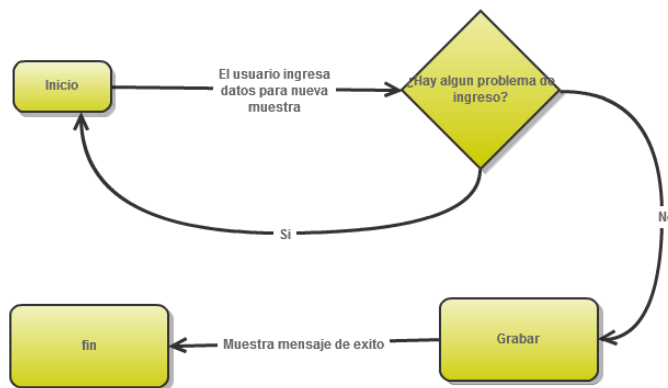 Inicio
El usuario ingresa
datos para nueva
muestra
¿Hay algun problema de
ingreso?
Si
No
fin
Muestra mensaje de exito
Grabar